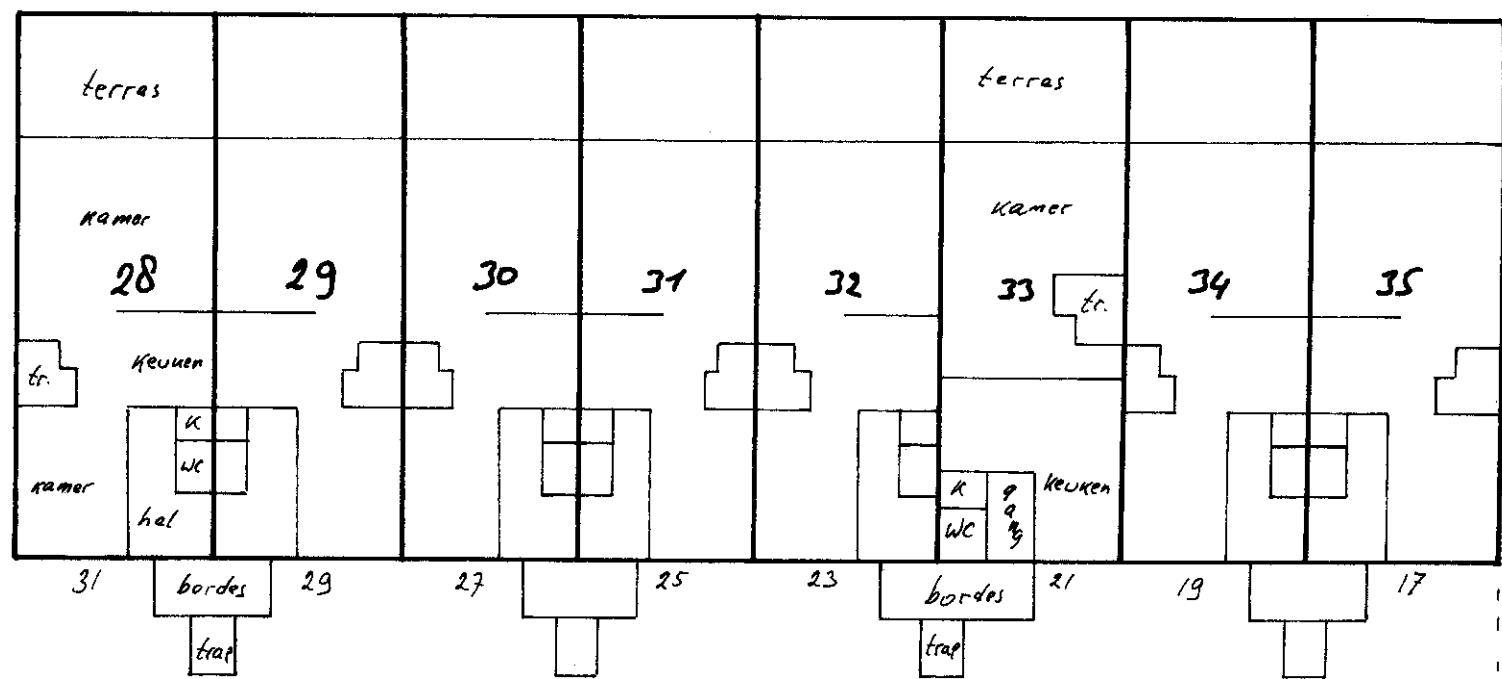 terras
terras
kamer
kamer
28
29
30
31
32
33
34
35
tr.
tr.
Keuken
K
WC
kamer
hal
K
WC
gang
Keuken
31
bordes
29
27
25
23
bordes
21
19
17
trap
trap